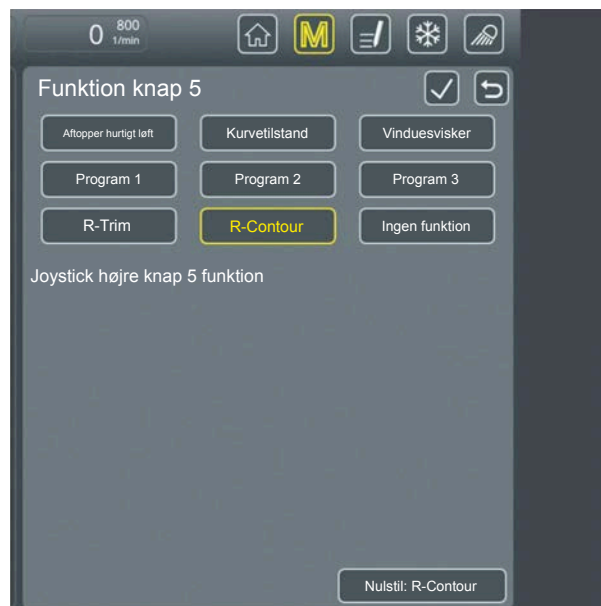 0 800 1/min
M
Funktion knap 5
Aftopper hurtigt løft Kurvetilstand Vinduesvisker
Program 1 Program 2 Program 3
R-Trim R-Contour Ingen funktion
Joystick højre knap 5 funktion
Nulstil: R-Contour